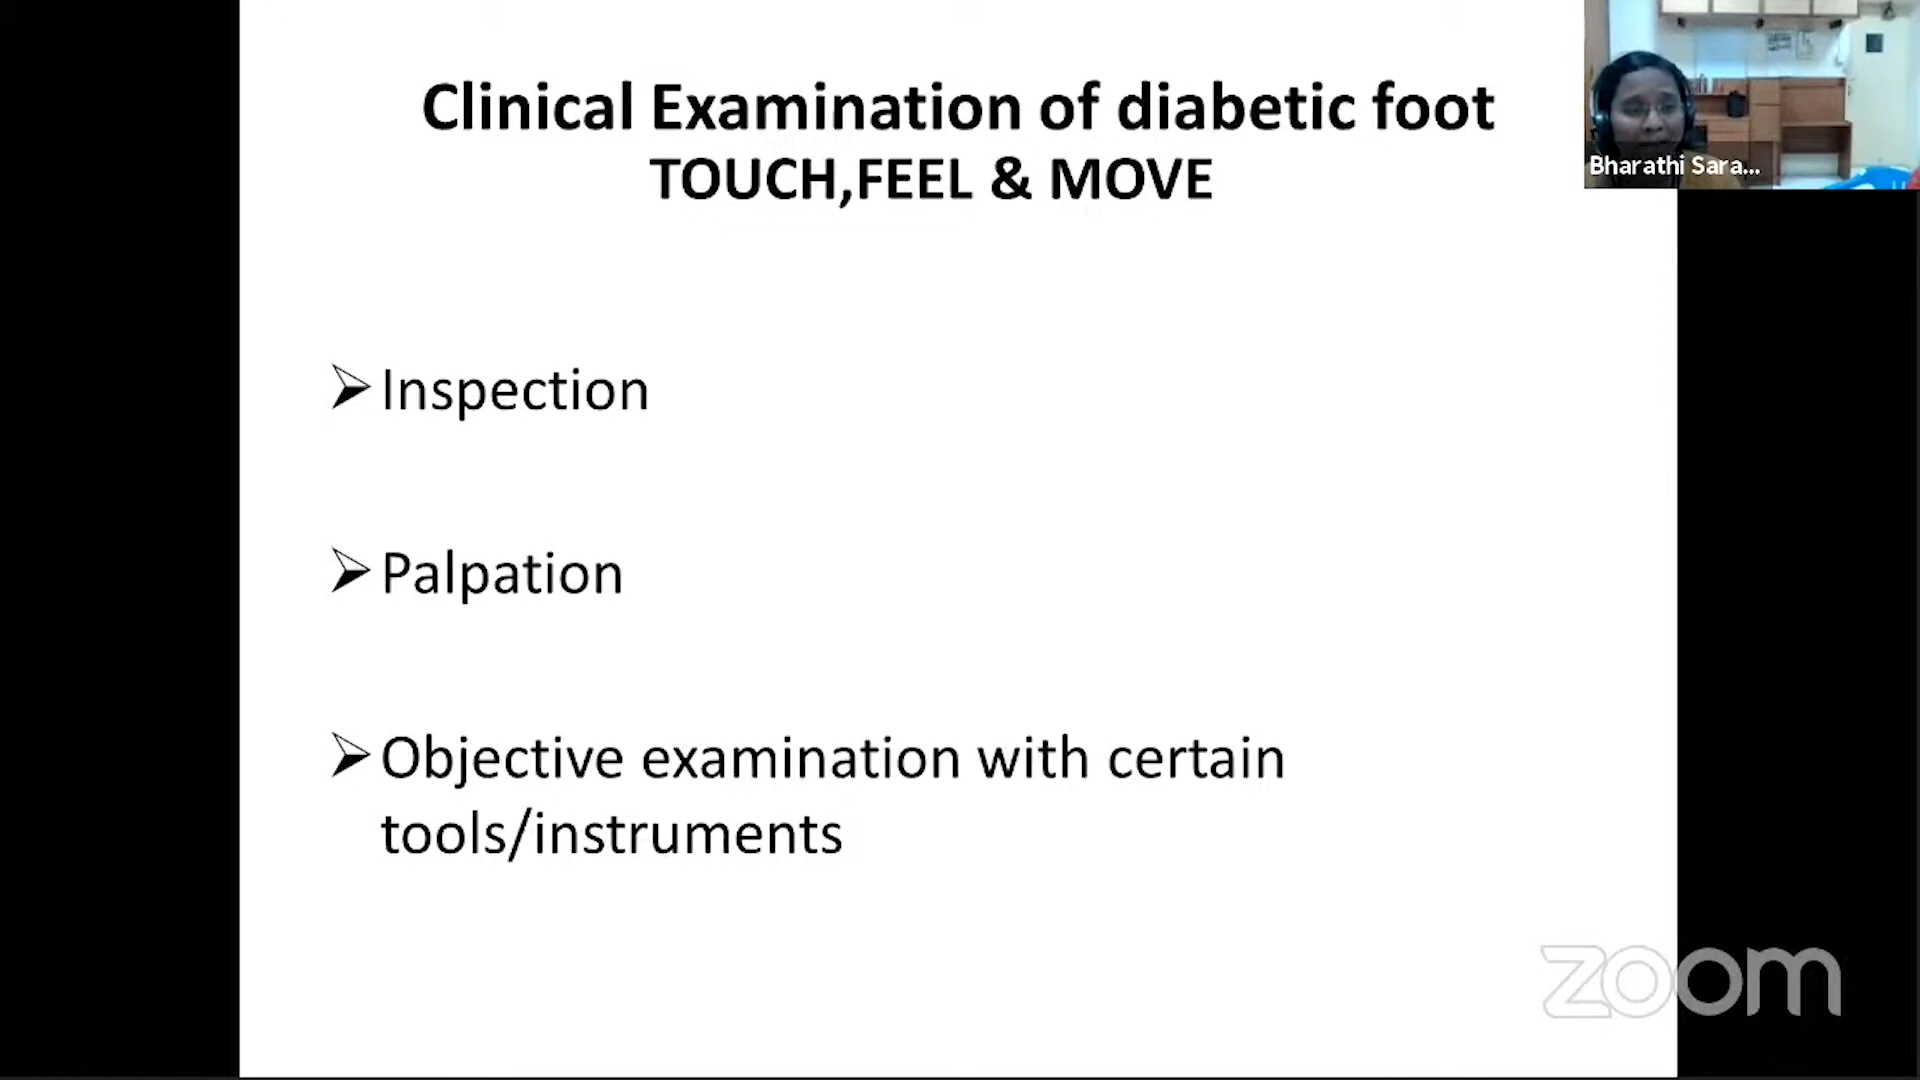 Clinical Examination of diabetic foot
TOUCH,FEEL & MOVE
Bharathi Sara...
➢Inspection
➢Palpation
➢Objective examination with certain
tools/instruments
zoom